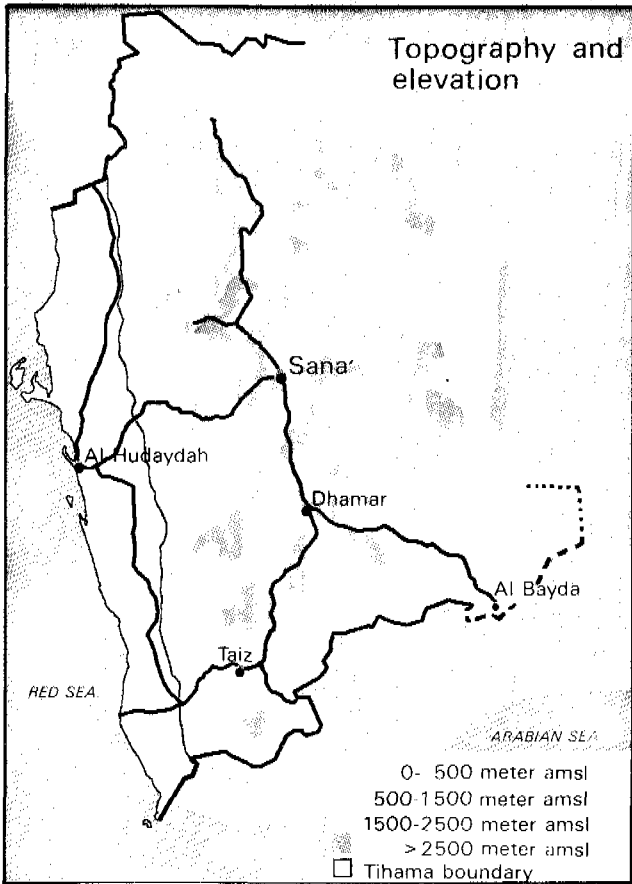 Topography and
elevation
Sana'
Al Hudaydah
Dhamar
Al Bayda
Taiz
RED SEA
ARABIAN SEA
0- 500 meter amsl
500-1500 meter amsl
1500-2500 meter amsl
>2500 meter amsl
Tihama boundary